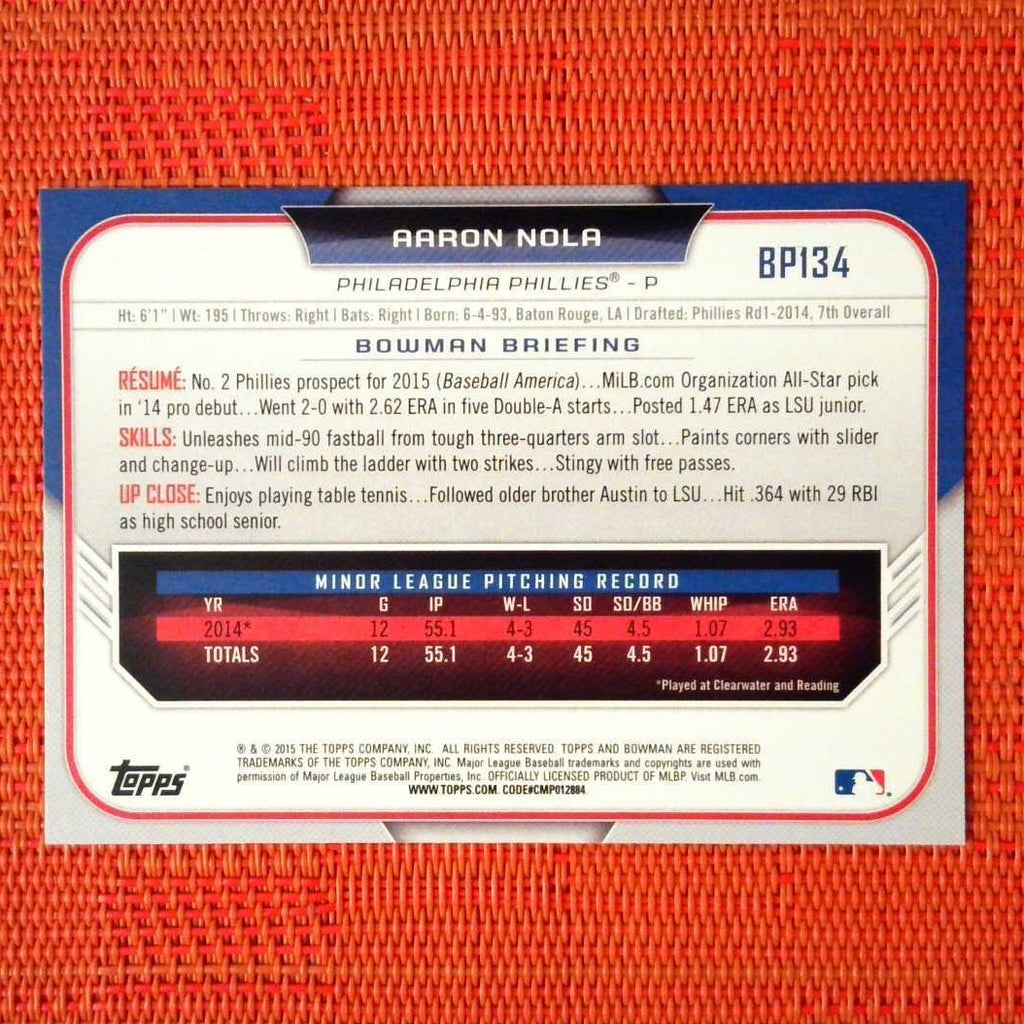 AARON NOLA
BP134
PHILADELPHIA PHILLIES® - P
Ht: 6'1" | Wt: 195 | Throws: Right | Bats: Right | Born: 6-4-93, Baton Rouge, LA | Drafted: Phillies Rd1-2014, 7th Overall
BOWMAN BRIEFING
RÉSUMÉ: No. 2 Phillies prospect for 2015 (Baseball America)...MiLB.com Organization All-Star pick
in '14 pro debut...Went 2-0 with 2.62 ERA in five Double-A starts...Posted 1.47 ERA as LSU junior.
SKILLS: Unleashes mid-90 fastball from tough three-quarters arm slot...Paints corners with slider
and change-up...Will climb the ladder with two strikes...Stingy with free passes.
UP CLOSE: Enjoys playing table tennis...Followed older brother Austin to LSU...Hit .364 with 29 RBI
as high school senior.
MINOR LEAGUE PITCHING RECORD
YR G IP W-L SO SO/BB WHIP ERA
2014* 12 55.1 4-3 45 4.5 1.07 2.93
TOTALS 12 55.1 4-3 45 4.5 1.07 2.93
*Played at Clearwater and Reading
® & © 2015 THE TOPPS COMPANY, INC. ALL RIGHTS RESERVED. TOPPS AND BOWMAN ARE REGISTERED
TRADEMARKS OF THE TOPPS COMPANY, INC. Major League Baseball trademarks and copyrights are used with
permission of Major League Baseball Properties, Inc. OFFICIALLY LICENSED PRODUCT OF MLBP. Visit MLB.com.
WWW.TOPPS.COM. CODE#CMP012884.
TOPPS®